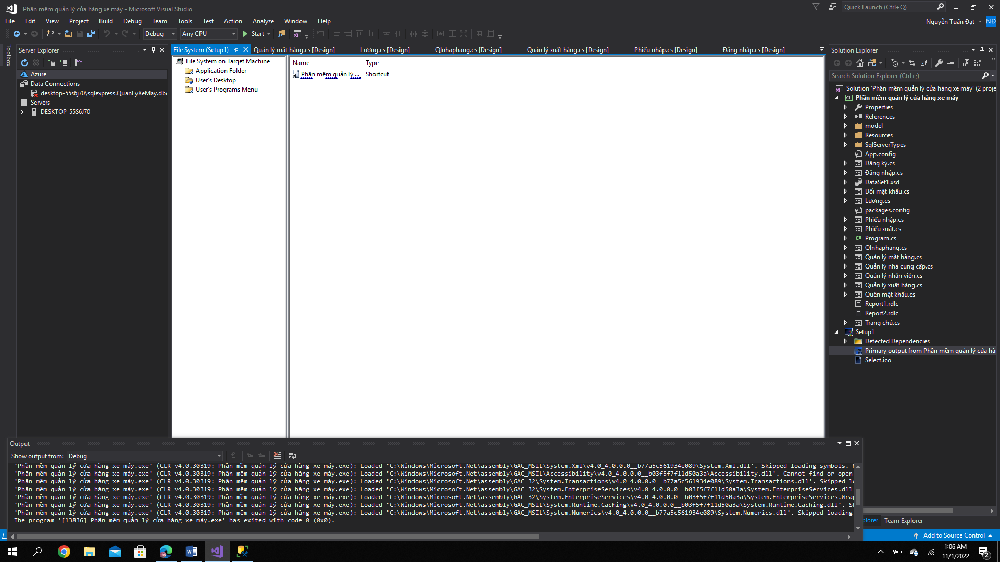 Phần mềm quản lý cửa hàng xe máy - Microsoft Visual Studio
Quick Launch (Ctrl+Q)
File Edit View Project Build Debug Team Tools Test Action Analyze Window Help
Nguyễn Tuấn Đạt NĐ
Debug Any CPU Start
Toolbox
Server Explorer
Azure
Data Connections
desktop-55s6j70\sqlexpress.QuanLyXeMay.dbo
Servers
DESKTOP-55S6J70
File System (Setup1) Quản lý mặt hàng.cs [Design] Lương.cs [Design] Qlnhaphang.cs [Design] Quản lý xuất hàng.cs [Design] Phiếu nhập.cs [Design] Đăng nhập.cs [Design]
File System on Target Machine
Application Folder
User's Desktop
User's Programs Menu
Name Type
Phần mềm quản lý ... Shortcut
Solution Explorer
Search Solution Explorer (Ctrl+;)
Solution 'Phần mềm quản lý cửa hàng xe máy' (2 proje
Phần mềm quản lý cửa hàng xe máy
Properties
References
model
Resources
SqlServerTypes
App.config
Đăng ký.cs
Đăng nhập.cs
DataSet1.xsd
Đổi mật khẩu.cs
Lương.cs
packages.config
Phiếu nhập.cs
Phiếu xuất.cs
Program.cs
Qlnhaphang.cs
Quản lý mặt hàng.cs
Quản lý nhà cung cấp.cs
Quản lý nhân viên.cs
Quản lý xuất hàng.cs
Quên mật khẩu.cs
Report1.rdlc
Report2.rdlc
Trang chủ.cs
Setup1
Detected Dependencies
Primary output from Phần mềm quản lý cửa hàn
Select.ico
Output
Show output from: Debug
'Phần mềm quản lý cửa hàng xe máy.exe' (CLR v4.0.30319: Phần mềm quản lý cửa hàng xe máy.exe): Loaded 'C:\Windows\Microsoft.Net\assembly\GAC_MSIL\System.Xml\v4.0_4.0.0.0__b77a5c561934e089\System.Xml.dll'. Skipped loading symbols.
'Phần mềm quản lý cửa hàng xe máy.exe' (CLR v4.0.30319: Phần mềm quản lý cửa hàng xe máy.exe): Loaded 'C:\Windows\Microsoft.Net\assembly\GAC_MSIL\Accessibility\v4.0_4.0.0.0__b03f5f7f11d50a3a\Accessibility.dll'. Cannot find or open
'Phần mềm quản lý cửa hàng xe máy.exe' (CLR v4.0.30319: Phần mềm quản lý cửa hàng xe máy.exe): Loaded 'C:\Windows\Microsoft.Net\assembly\GAC_32\System.Transactions\v4.0_4.0.0.0__b77a5c561934e089\System.Transactions.dll'. Skipped lo
'Phần mềm quản lý cửa hàng xe máy.exe' (CLR v4.0.30319: Phần mềm quản lý cửa hàng xe máy.exe): Loaded 'C:\Windows\Microsoft.Net\assembly\GAC_32\System.EnterpriseServices\v4.0_4.0.0.0__b03f5f7f11d50a3a\System.EnterpriseServices.dll
'Phần mềm quản lý cửa hàng xe máy.exe' (CLR v4.0.30319: Phần mềm quản lý cửa hàng xe máy.exe): Loaded 'C:\Windows\Microsoft.Net\assembly\GAC_32\System.EnterpriseServices\v4.0_4.0.0.0__b03f5f7f11d50a3a\System.EnterpriseServices.Wrap
'Phần mềm quản lý cửa hàng xe máy.exe' (CLR v4.0.30319: Phần mềm quản lý cửa hàng xe máy.exe): Loaded 'C:\Windows\Microsoft.Net\assembly\GAC_MSIL\System.Runtime.Caching\v4.0_4.0.0.0__b03f5f7f11d50a3a\System.Runtime.Caching.dll'. S
'Phần mềm quản lý cửa hàng xe máy.exe' (CLR v4.0.30319: Phần mềm quản lý cửa hàng xe máy.exe): Loaded 'C:\Windows\Microsoft.Net\assembly\GAC_MSIL\System.Numerics\v4.0_4.0.0.0__b77a5c561934e089\System.Numerics.dll'. Skipped loading
The program '[13836] Phần mềm quản lý cửa hàng xe máy.exe' has exited with code 0 (0x0).
plorer Team Explorer
Add to Source Control
1:06 AM
11/1/2022
2